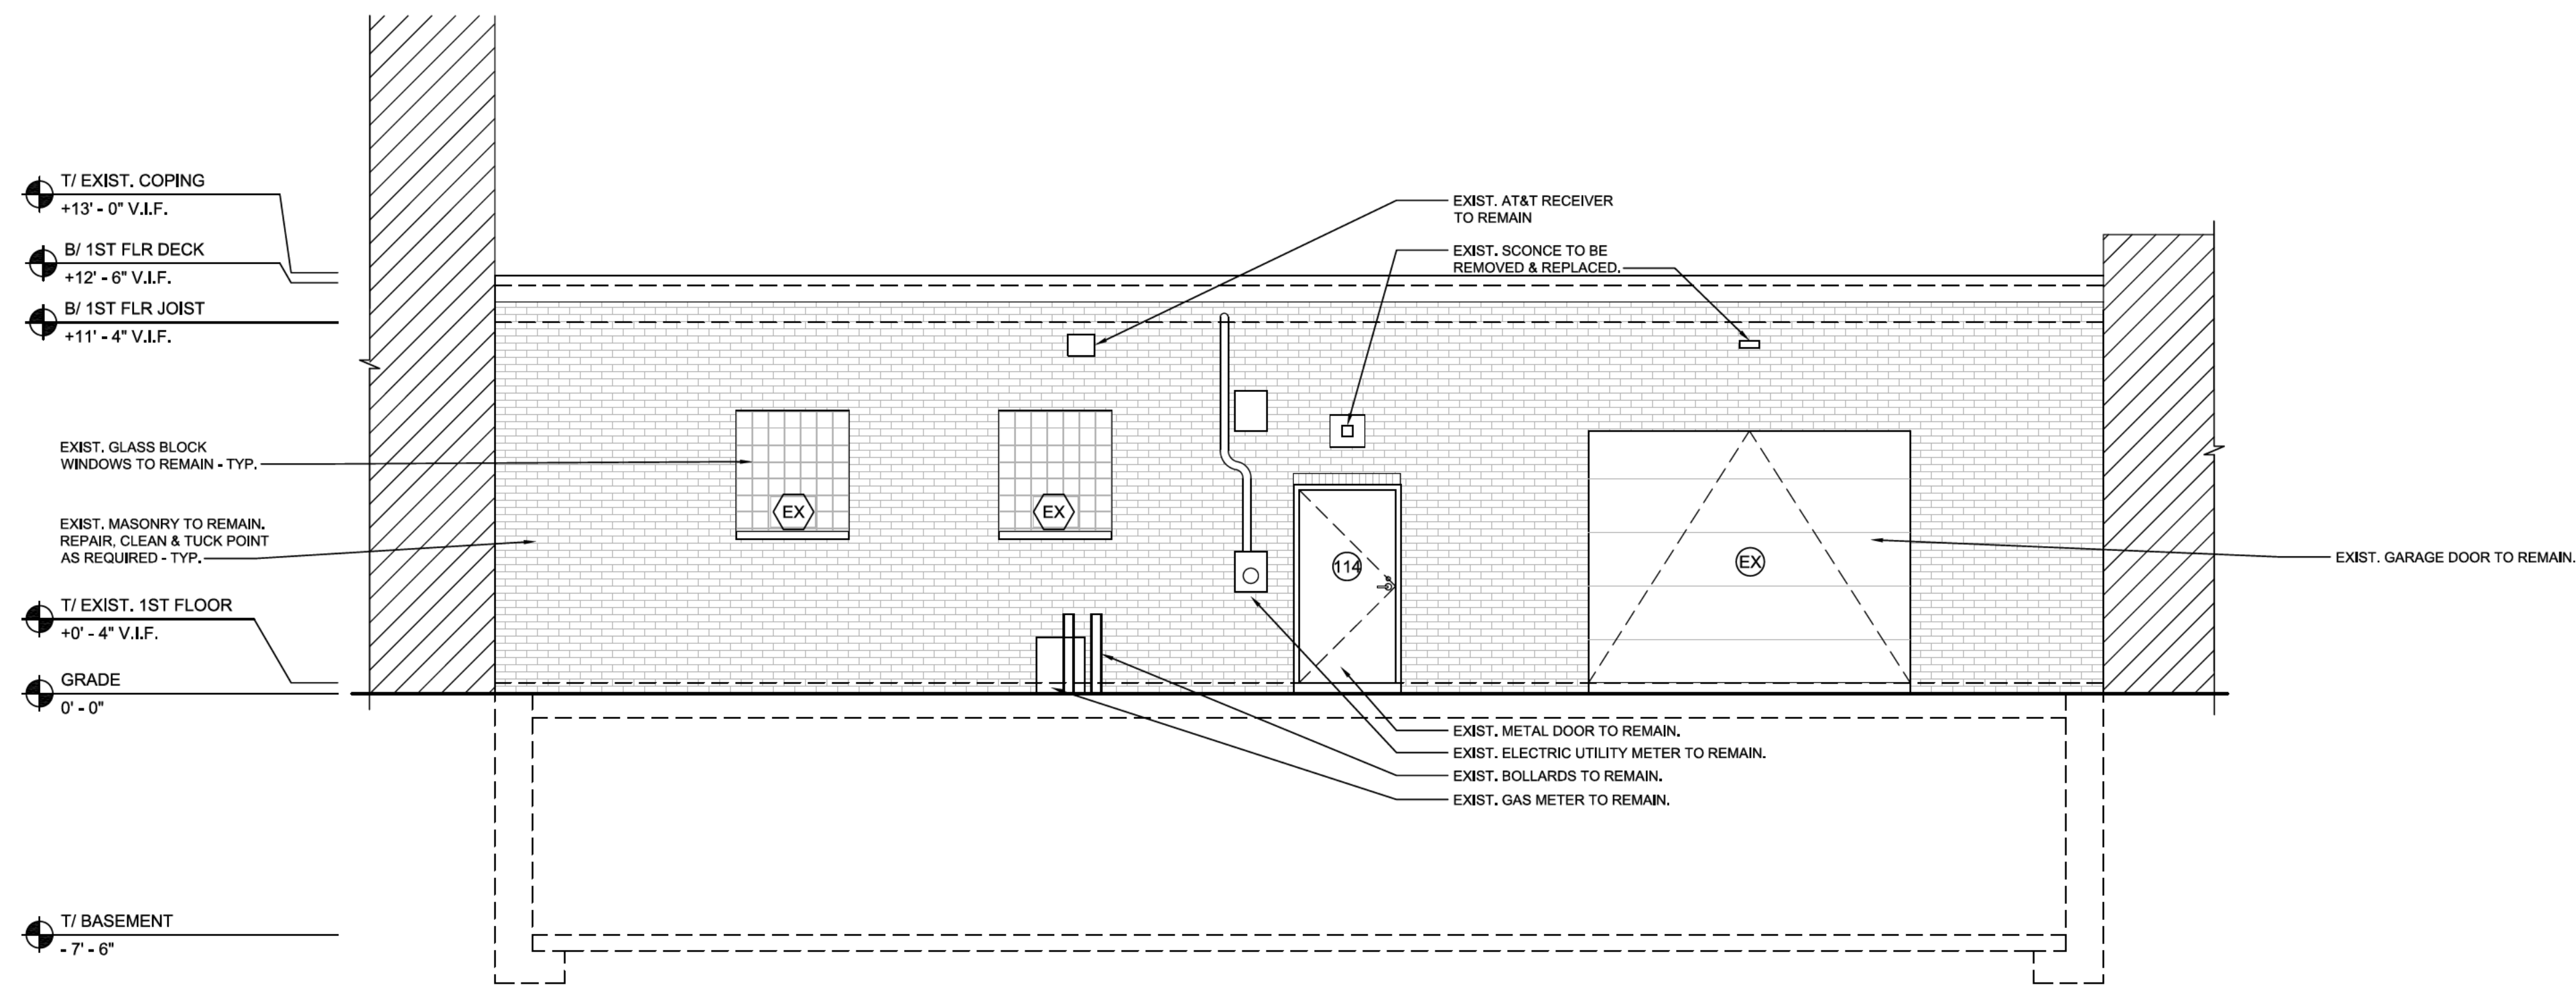 T/ EXIST. COPING
+13' - 0" V.I.F.
B/ 1ST FLR DECK
+12' - 6" V.I.F.
B/ 1ST FLR JOIST
+11' - 4" V.I.F.
EXIST. GLASS BLOCK
WINDOWS TO REMAIN - TYP.
EXIST. MASONRY TO REMAIN.
REPAIR, CLEAN & TUCK POINT
AS REQUIRED - TYP.
T/ EXIST. 1ST FLOOR
+0' - 4" V.I.F.
GRADE
0' - 0"
T/ BASEMENT
- 7' - 6"
EXIST. AT&T RECEIVER
TO REMAIN
EXIST. SCONCE TO BE
REMOVED & REPLACED.
EX
EX
114
EX
EXIST. GARAGE DOOR TO REMAIN.
EXIST. METAL DOOR TO REMAIN.
EXIST. ELECTRIC UTILITY METER TO REMAIN.
EXIST. BOLLARDS TO REMAIN.
EXIST. GAS METER TO REMAIN.